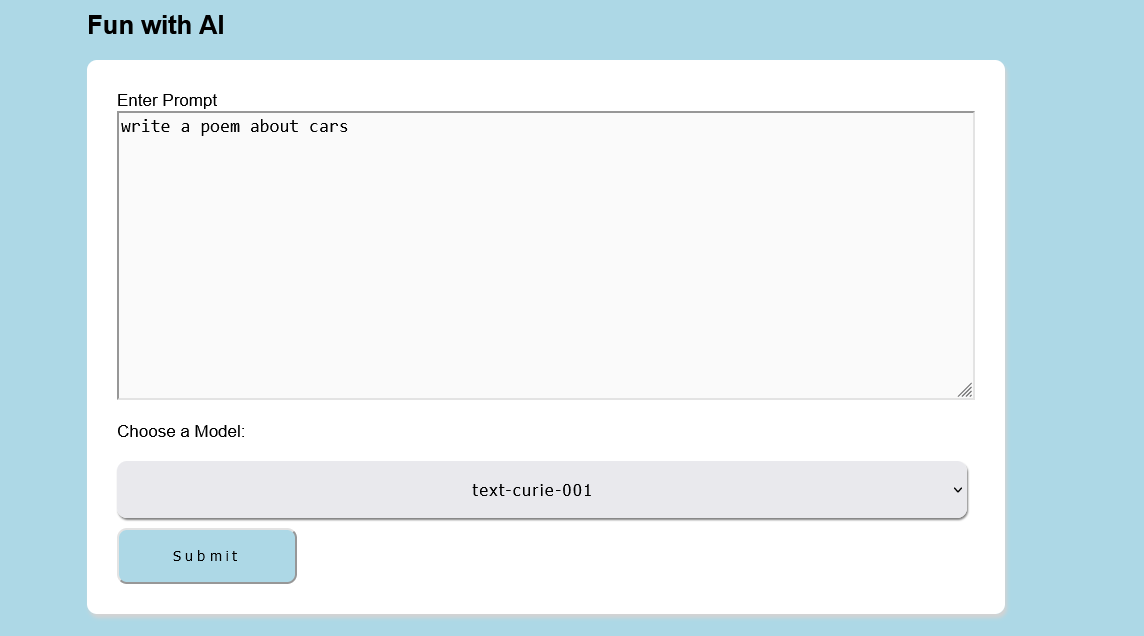 Fun with AI
Enter Prompt
write a poem about cars
Choose a Model:
text-curie-001
Submit